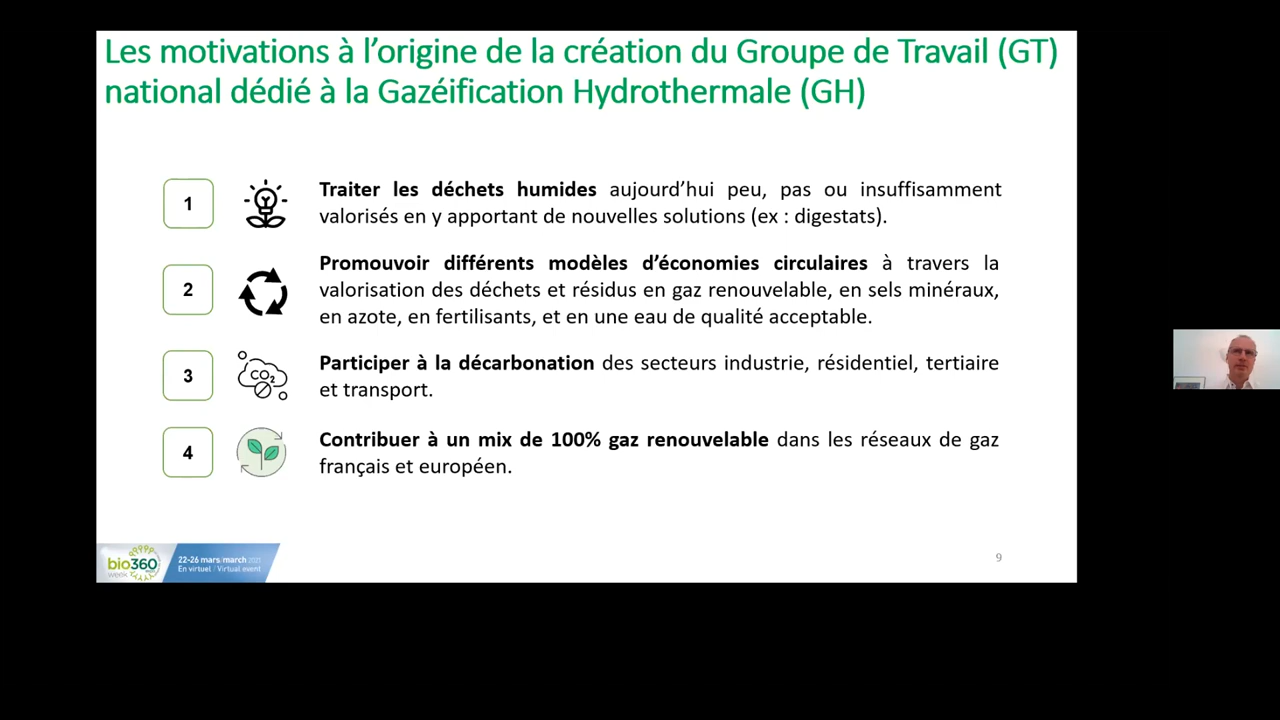 Les motivations à l’origine de la création du Groupe de Travail (GT)
national dédié à la Gazéification Hydrothermale (GH)
1
Traiter les déchets humides aujourd’hui peu, pas ou insuffisamment
valorisés en y apportant de nouvelles solutions (ex : digestats).
2
Promouvoir différents modèles d’économies circulaires à travers la
valorisation des déchets et résidus en gaz renouvelable, en sels minéraux,
en azote, en fertilisants, et en une eau de qualité acceptable.
3
CO2
Participer à la décarbonation des secteurs industrie, résidentiel, tertiaire
et transport.
4
Contribuer à un mix de 100% gaz renouvelable dans les réseaux de gaz
français et européen.
bio360
week
22-26 mars/march 2021
En virtuel / Virtual event
9